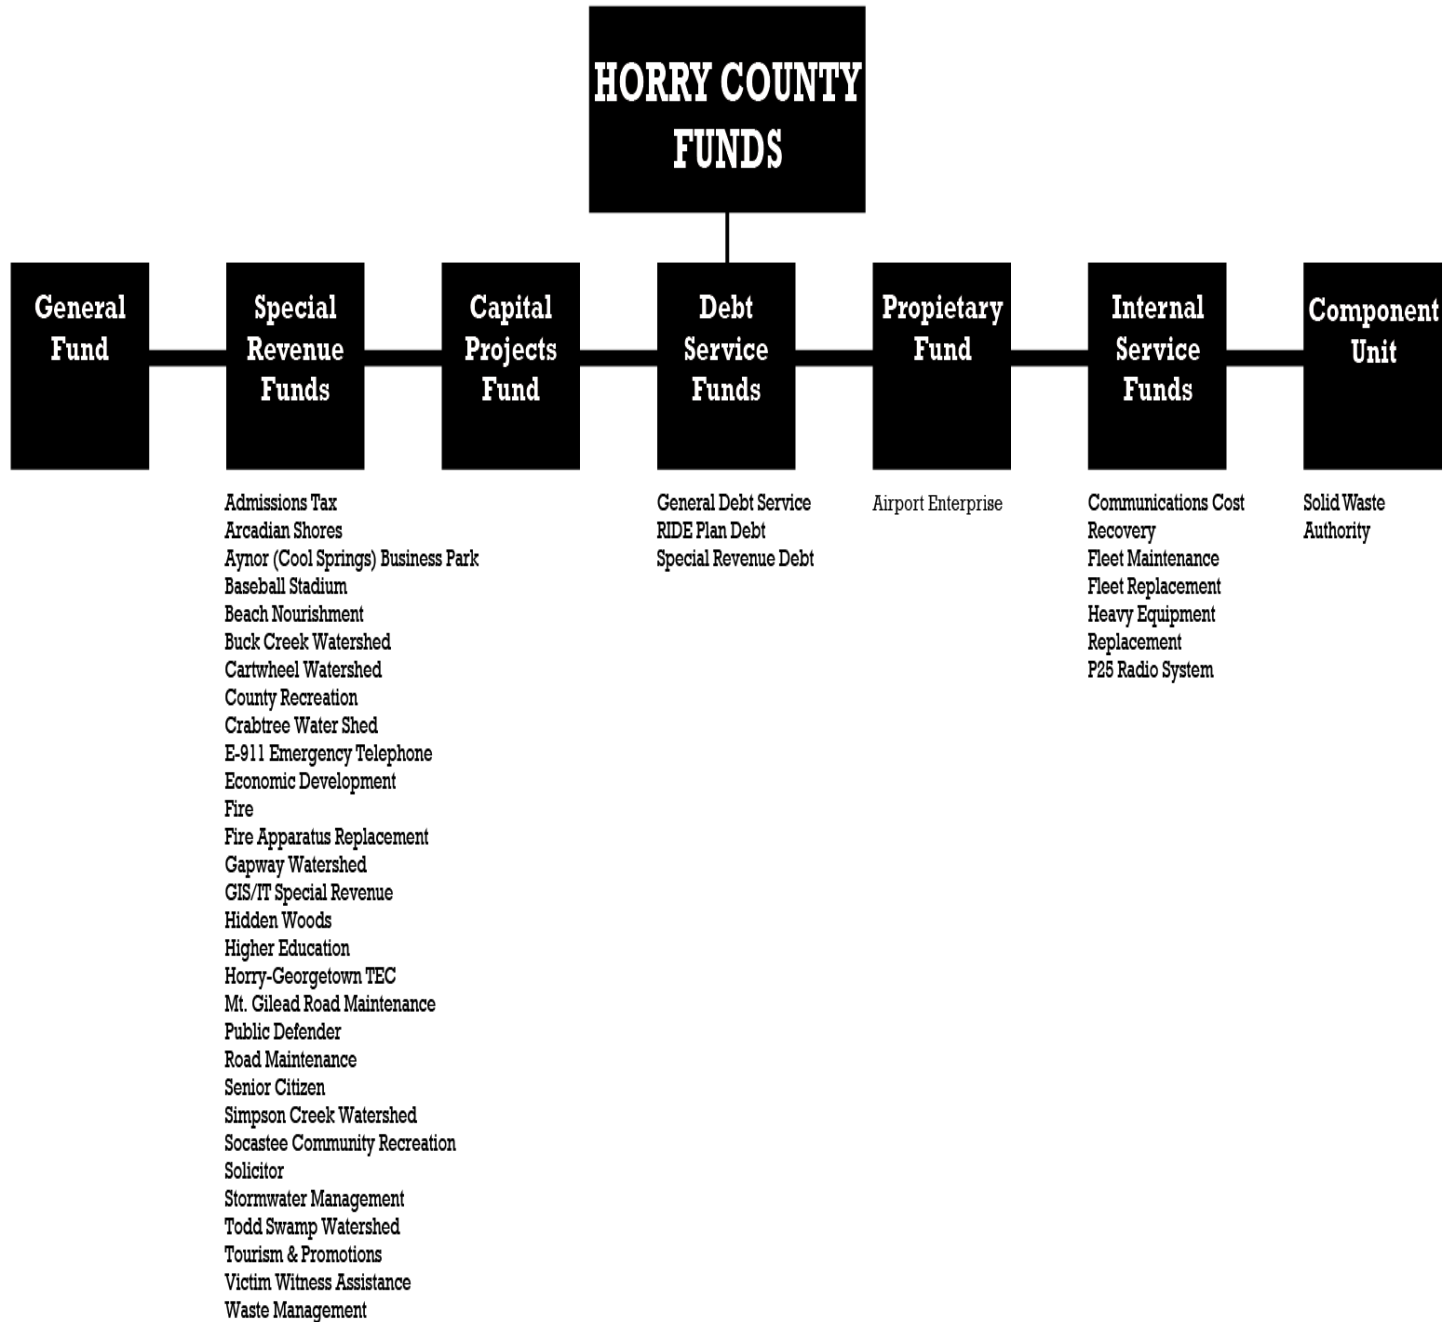 HORRY COUNTY
FUNDS
General
Fund
Special
Revenue
Funds
Capital
Projects
Fund
Debt
Service
Funds
Propietary
Fund
Internal
Service
Funds
Component
Unit
Admissions Tax
Arcadian Shores
Aynor (Cool Springs) Business Park
Baseball Stadium
Beach Nourishment
Buck Creek Watershed
Cartwheel Watershed
County Recreation
Crabtree Water Shed
E-911 Emergency Telephone
Economic Development
Fire
Fire Apparatus Replacement
Gapway Watershed
GIS/IT Special Revenue
Hidden Woods
Higher Education
Horry-Georgetown TEC
Mt. Gilead Road Maintenance
Public Defender
Road Maintenance
Senior Citizen
Simpson Creek Watershed
Socastee Community Recreation
Solicitor
Stormwater Management
Todd Swamp Watershed
Tourism & Promotions
Victim Witness Assistance
Waste Management
General Debt Service
RIDE Plan Debt
Special Revenue Debt
Airport Enterprise
Communications Cost
Recovery
Fleet Maintenance
Fleet Replacement
Heavy Equipment
Replacement
P25 Radio System
Solid Waste
Authority